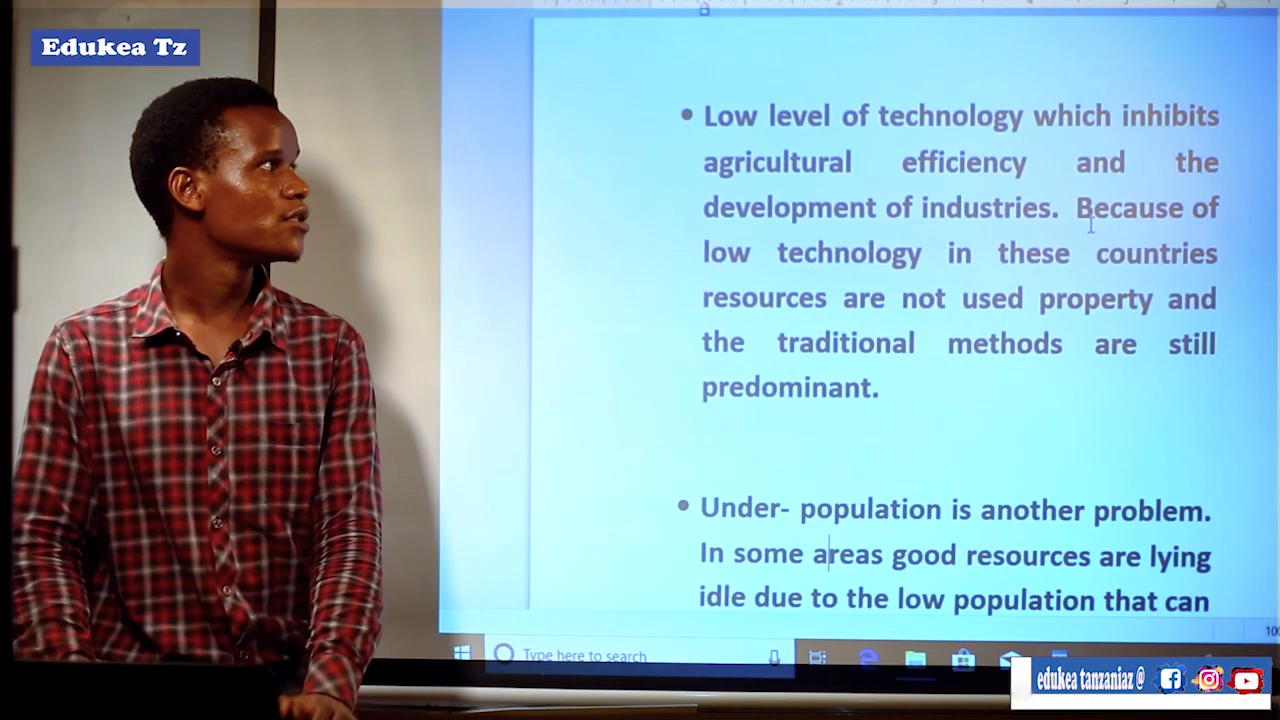 Edukea Tz
• Low level of technology which inhibits
agricultural efficiency and the
development of industries. Because of
low technology in these countries
resources are not used property and
the traditional methods are still
predominant.
• Under- population is another problem.
In some areas good resources are lying
idle due to the low population that can
100
Type here to search
edukea tanzaniaz @